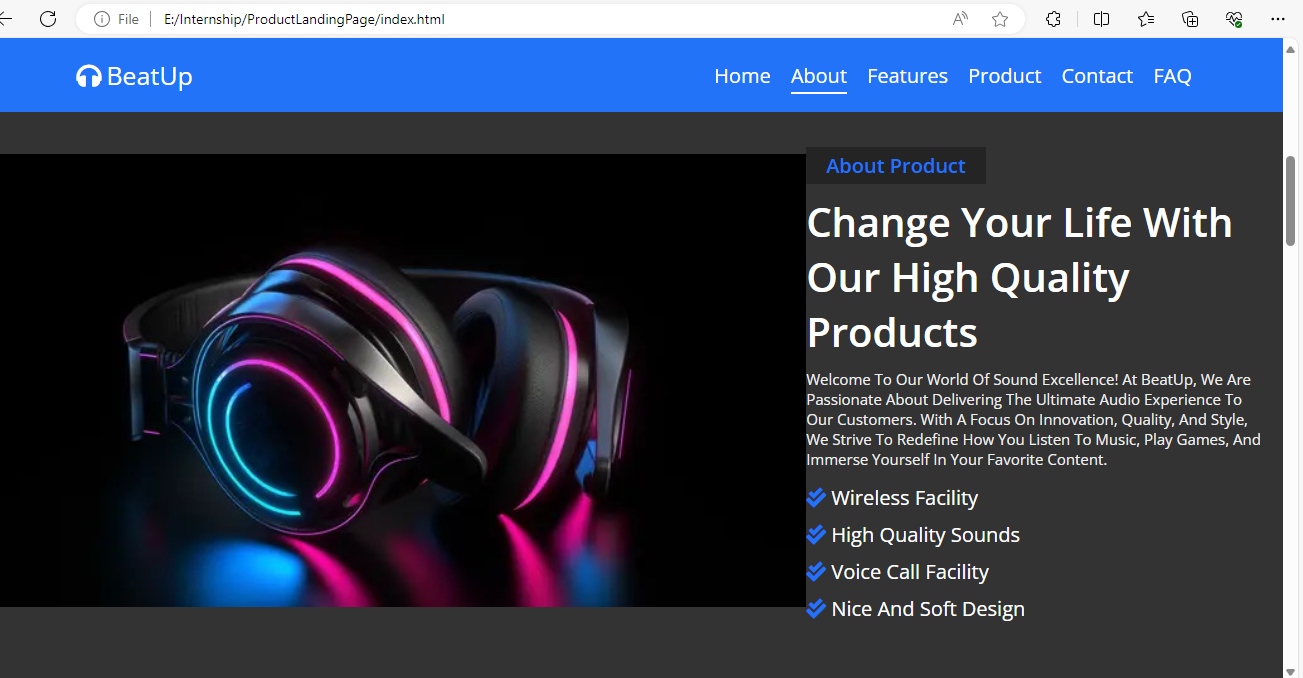 File E:/Internship/ProductLandingPage/index.html
BeatUp Home About Features Product Contact FAQ
About Product
Change Your Life With
Our High Quality
Products
Welcome To Our World Of Sound Excellence! At BeatUp, We Are
Passionate About Delivering The Ultimate Audio Experience To
Our Customers. With A Focus On Innovation, Quality, And Style,
We Strive To Redefine How You Listen To Music, Play Games, And
Immerse Yourself In Your Favorite Content.
Wireless Facility
High Quality Sounds
Voice Call Facility
Nice And Soft Design